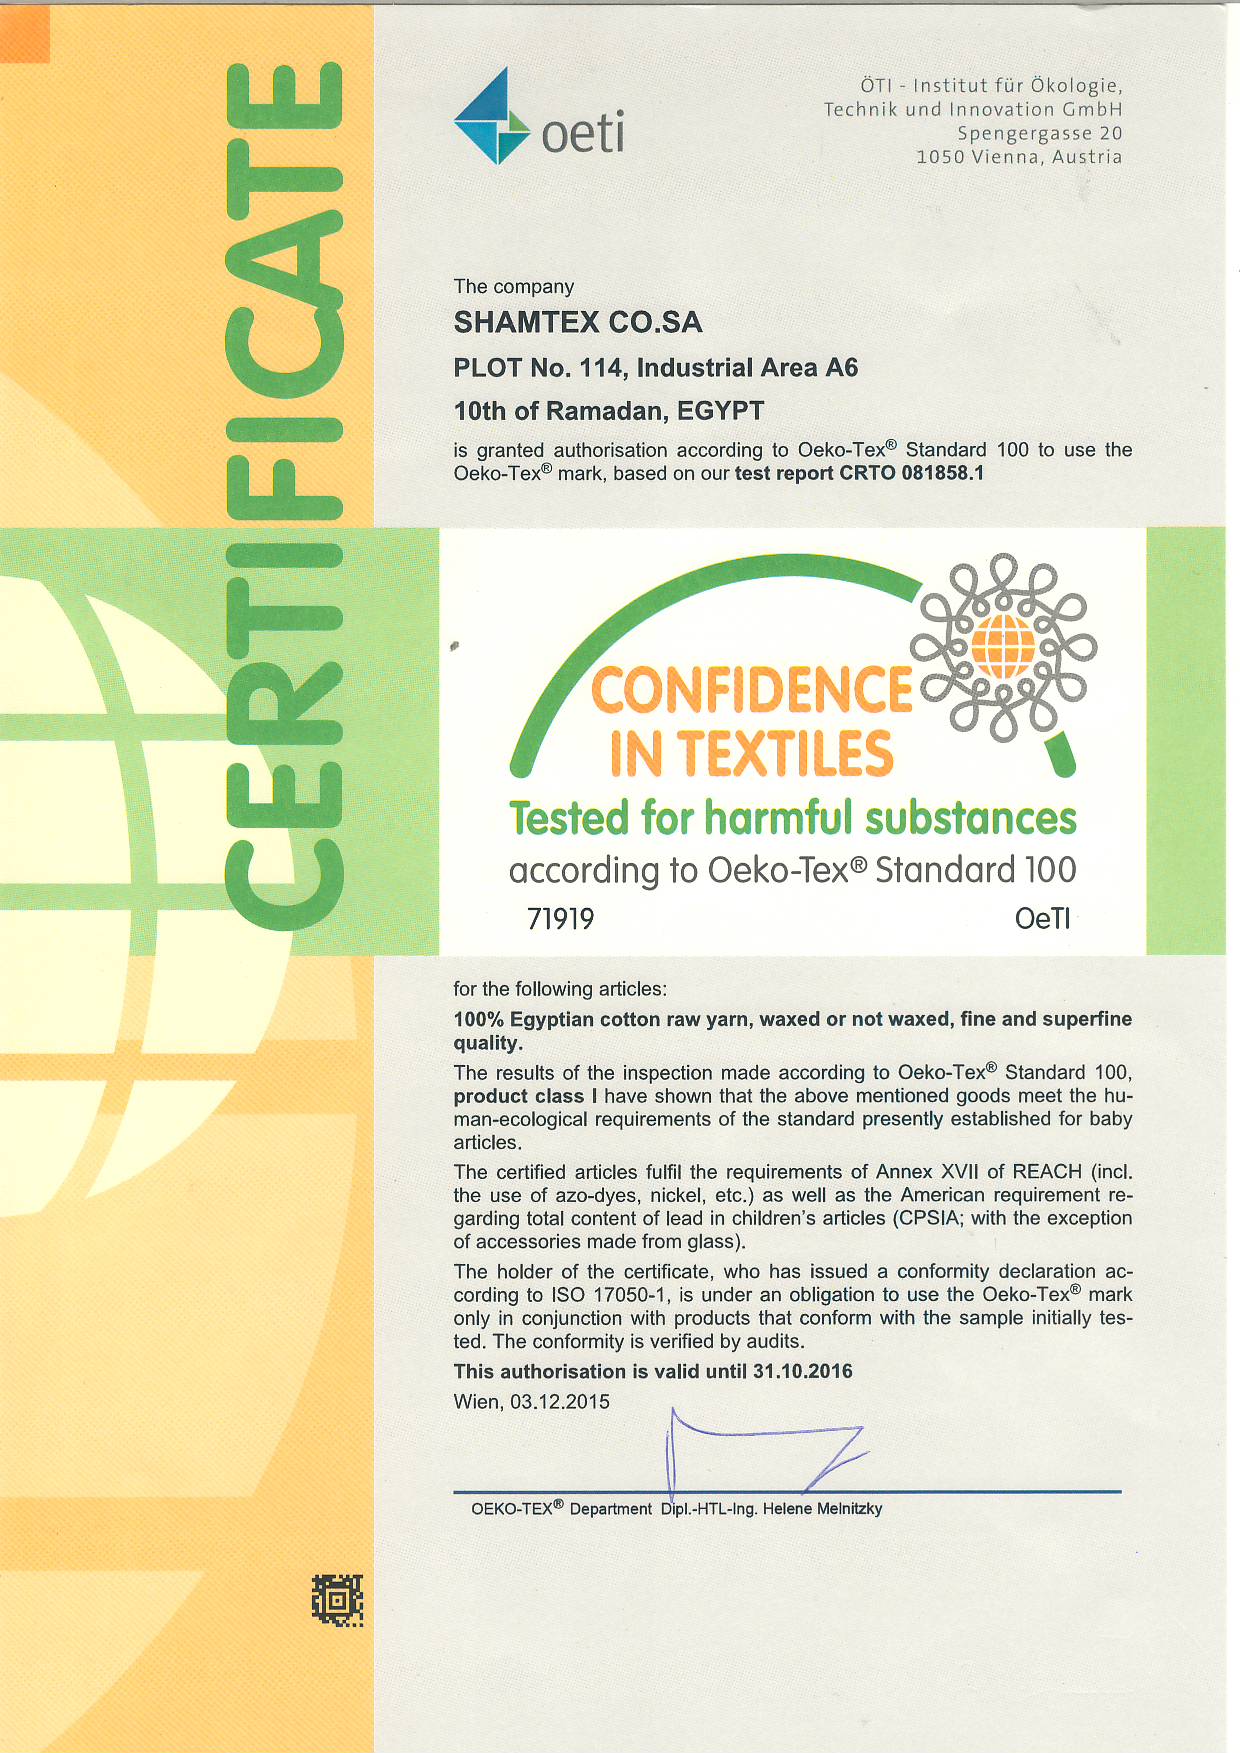 CERTIFICATE
oeti
ÖTI - Institut für Ökologie,
Technik und Innovation GmbH
Spengergasse 20
1050 Vienna, Austria
The company
SHAMTEX CO.SA
PLOT No. 114, Industrial Area A6
10th of Ramadan, EGYPT
is granted authorisation according to Oeko-Tex® Standard 100 to use the
Oeko-Tex® mark, based on our test report CRTO 081858.1
CONFIDENCE
IN TEXTILES
Tested for harmful substances
according to Oeko-Tex® Standard 100
71919 OeTI
for the following articles:
100% Egyptian cotton raw yarn, waxed or not waxed, fine and superfine
quality.
The results of the inspection made according to Oeko-Tex® Standard 100,
product class I have shown that the above mentioned goods meet the hu-
man-ecological requirements of the standard presently established for baby
articles.
The certified articles fulfil the requirements of Annex XVII of REACH (incl.
the use of azo-dyes, nickel, etc.) as well as the American requirement re-
garding total content of lead in children's articles (CPSIA; with the exception
of accessories made from glass).
The holder of the certificate, who has issued a conformity declaration ac-
cording to ISO 17050-1, is under an obligation to use the Oeko-Tex® mark
only in conjunction with products that conform with the sample initially tes-
ted. The conformity is verified by audits.
This authorisation is valid until 31.10.2016
Wien, 03.12.2015
OEKO-TEX® Department Dipl.-HTL-Ing. Helene Melnitzky